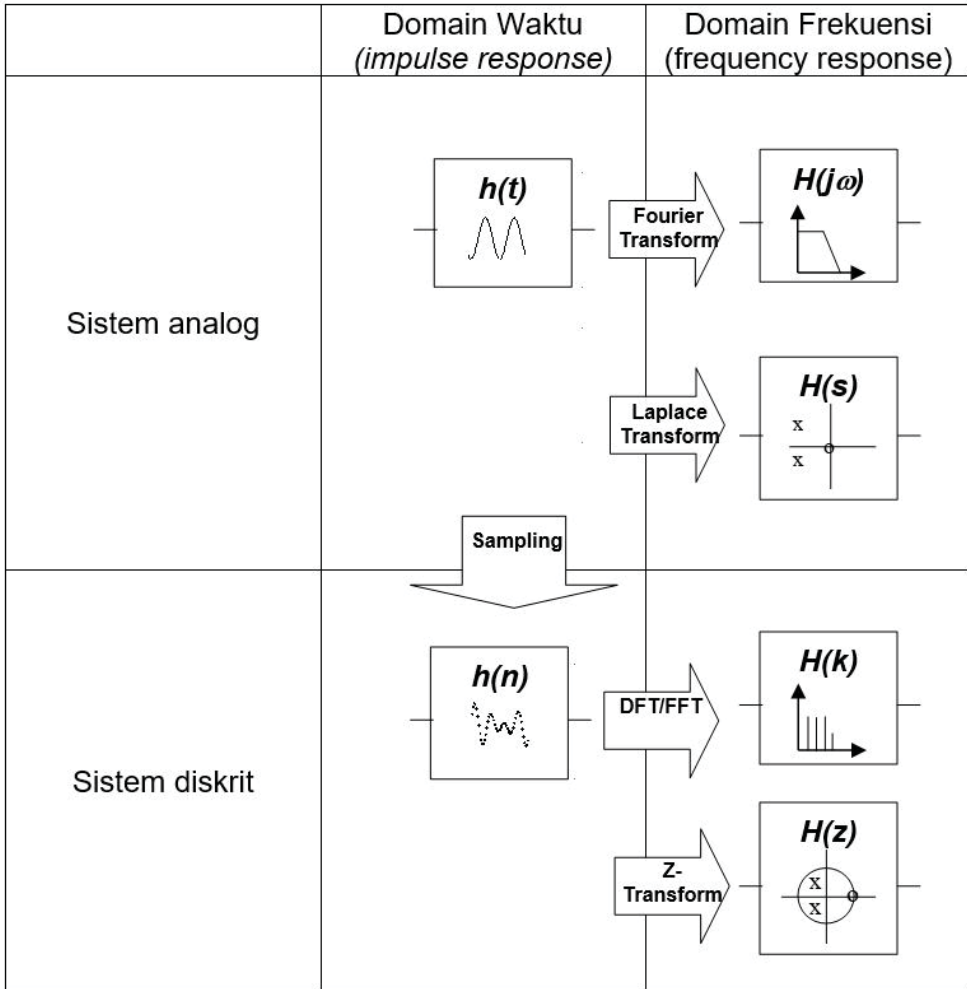 Domain Waktu
(impulse response)
Domain Frekuensi
(frequency response)
Sistem analog
h(t)
Fourier
Transform
H(jω)
Laplace
Transform
H(s)
x
o
x
Sampling
Sistem diskrit
h(n)
DFT/FFT
H(k)
Z-
Transform
H(z)
x
o
x